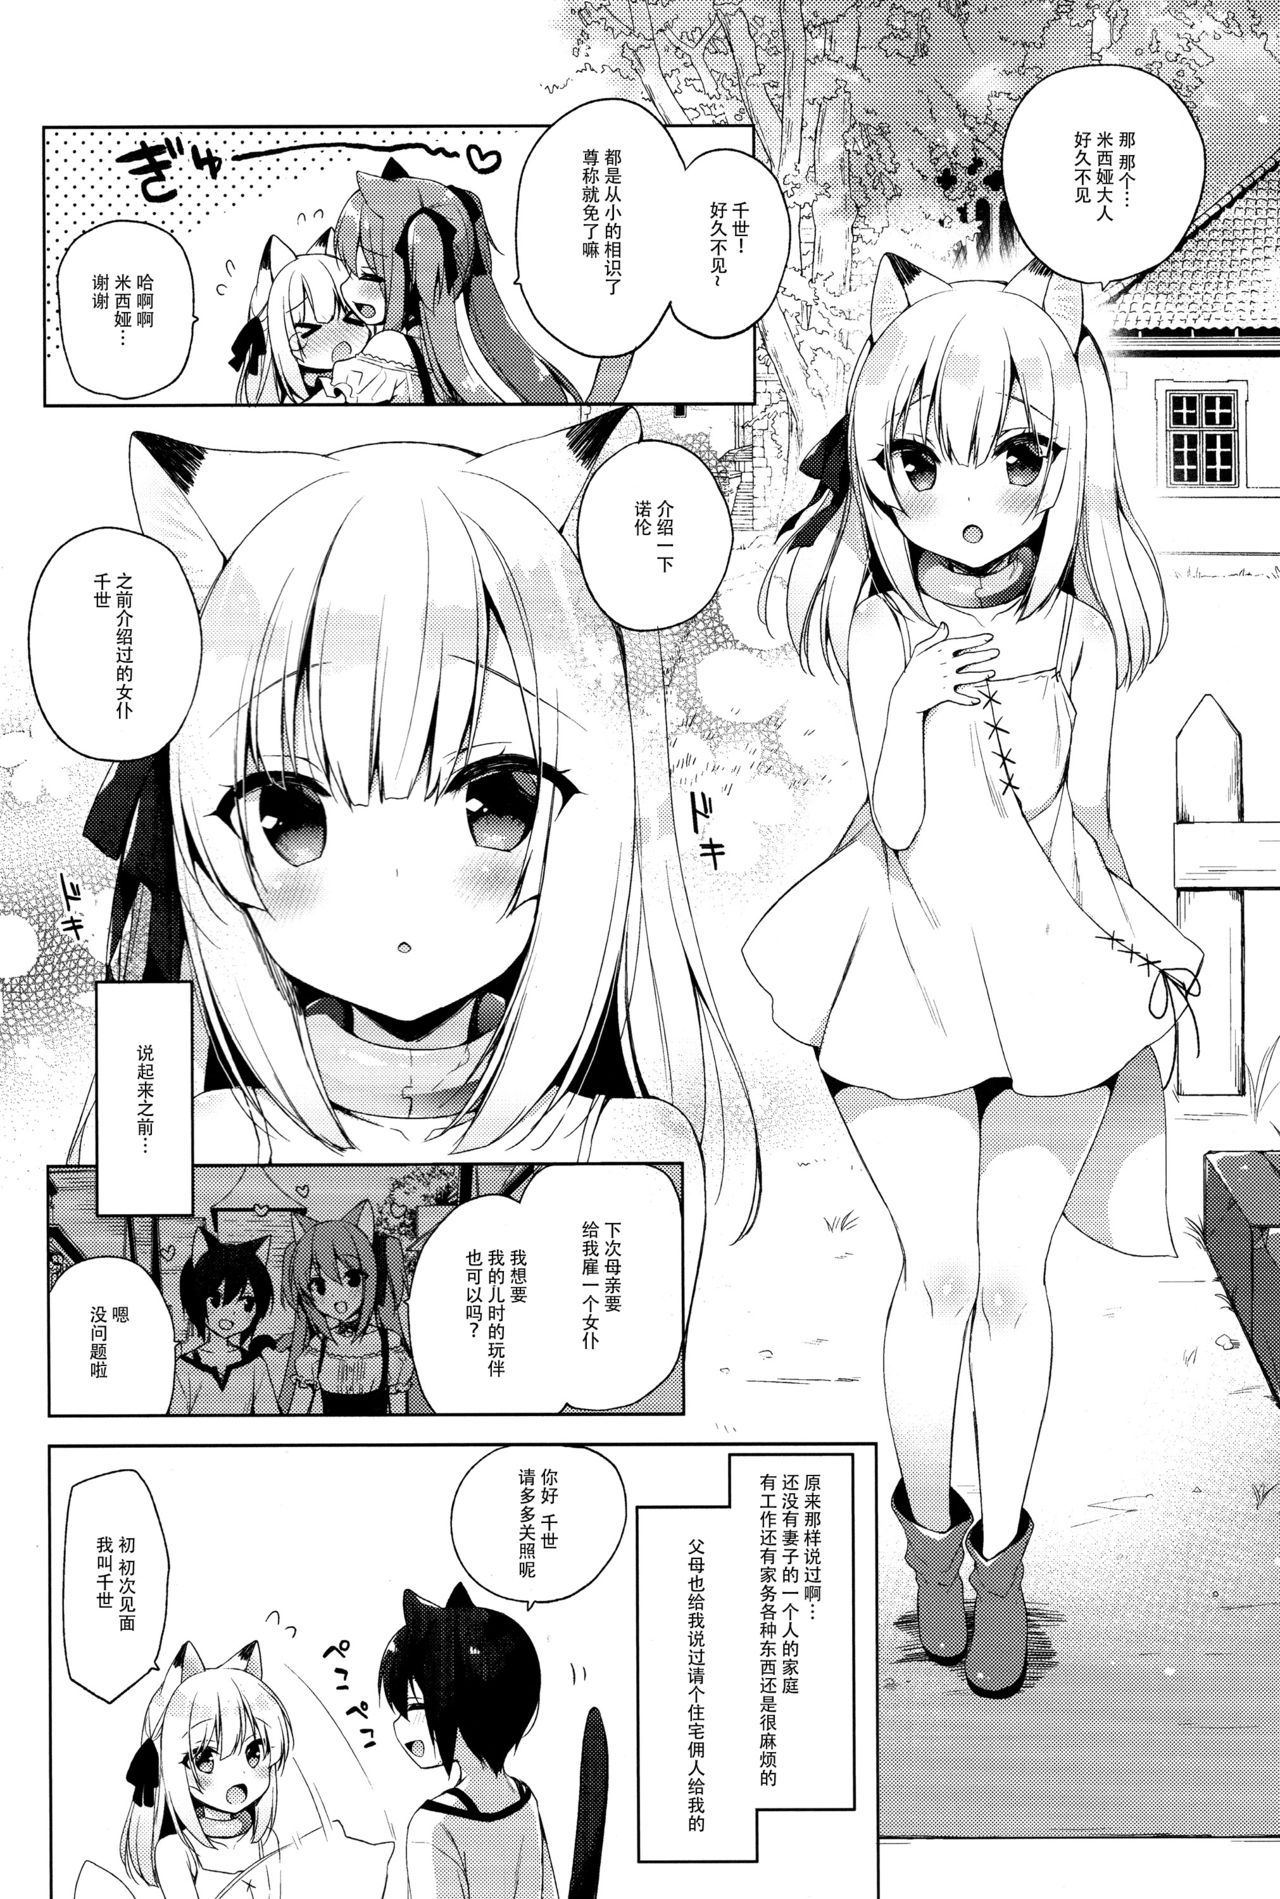 那 那个…
米西娅大人
好久不见
千世！
好久不见~
都是从小的相识了
尊称就免了嘛
ぎゅ
哈啊啊
米西娅…
谢谢
介绍一下
诺伦
之前介绍过的女仆
千世
ドキ
ドキ
说起来之前…
下次母亲要
给我雇一个女仆
我想要
我的儿时的玩伴
也可以吗？
嗯
没问题啦
原来那样说过啊…
还没有妻子的一个人的家庭
有工作还有家务各种东西还是很麻烦的
父母也给我说过请个住宅佣人给我的
你好 千世
请多多关照呢
ぺこ
ぺこ
初 初次见面
我叫千世